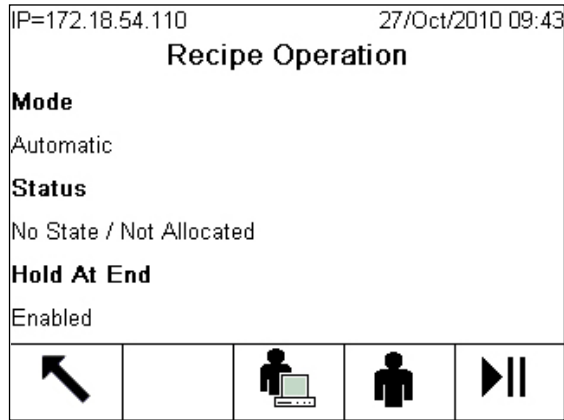 IP=172.18.54.110 27/Oct/2010 09:43
Recipe Operation
Mode
Automatic
Status
No State / Not Allocated
Hold At End
Enabled